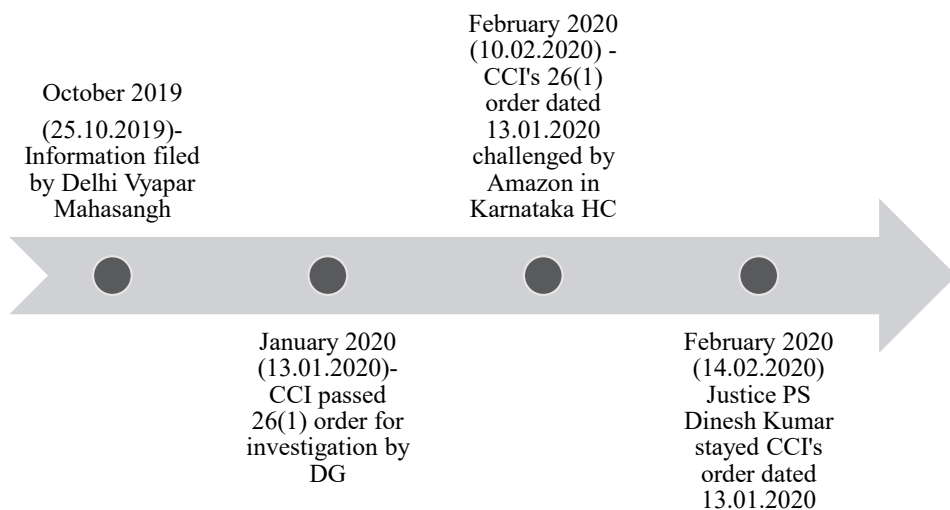 October 2019
(25.10.2019)-
Information filed
by Delhi Vyapar
Mahasangh
January 2020
(13.01.2020)-
CCI passed
26(1) order for
investigation by
DG
February 2020
(10.02.2020) -
CCI's 26(1)
order dated
13.01.2020
challenged by
Amazon in
Karnataka HC
February 2020
(14.02.2020)
Justice PS
Dinesh Kumar
stayed CCI's
order dated
13.01.2020